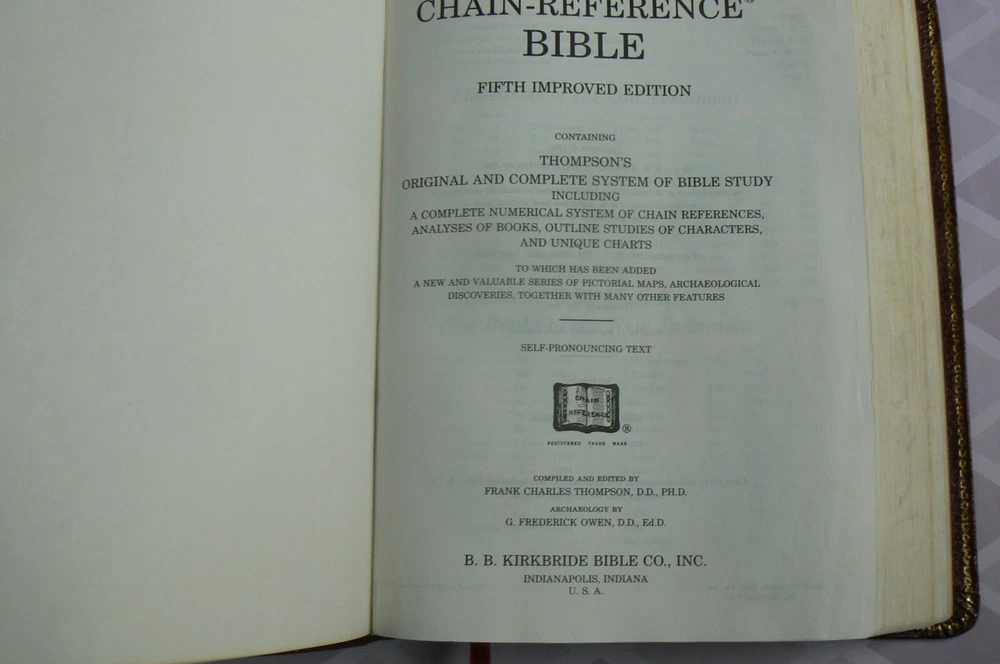 CHAIN-REFERENCE®
BIBLE
FIFTH IMPROVED EDITION
CONTAINING
THOMPSON'S
ORIGINAL AND COMPLETE SYSTEM OF BIBLE STUDY
INCLUDING
A COMPLETE NUMERICAL SYSTEM OF CHAIN REFERENCES,
ANALYSES OF BOOKS, OUTLINE STUDIES OF CHARACTERS,
AND UNIQUE CHARTS
TO WHICH HAS BEEN ADDED
A NEW AND VALUABLE SERIES OF PICTORIAL MAPS, ARCHAEOLOGICAL
DISCOVERIES, TOGETHER WITH MANY OTHER FEATURES
SELF-PRONOUNCING TEXT
CHAIN
REFERENCE
®
REGISTERED TRADE MARK
COMPILED AND EDITED BY
FRANK CHARLES THOMPSON, D.D., PH.D.
ARCHAEOLOGY BY
G. FREDERICK OWEN, D.D., Ed.D.
B. B. KIRKBRIDE BIBLE CO., INC.
INDIANAPOLIS, INDIANA
U. S. A.